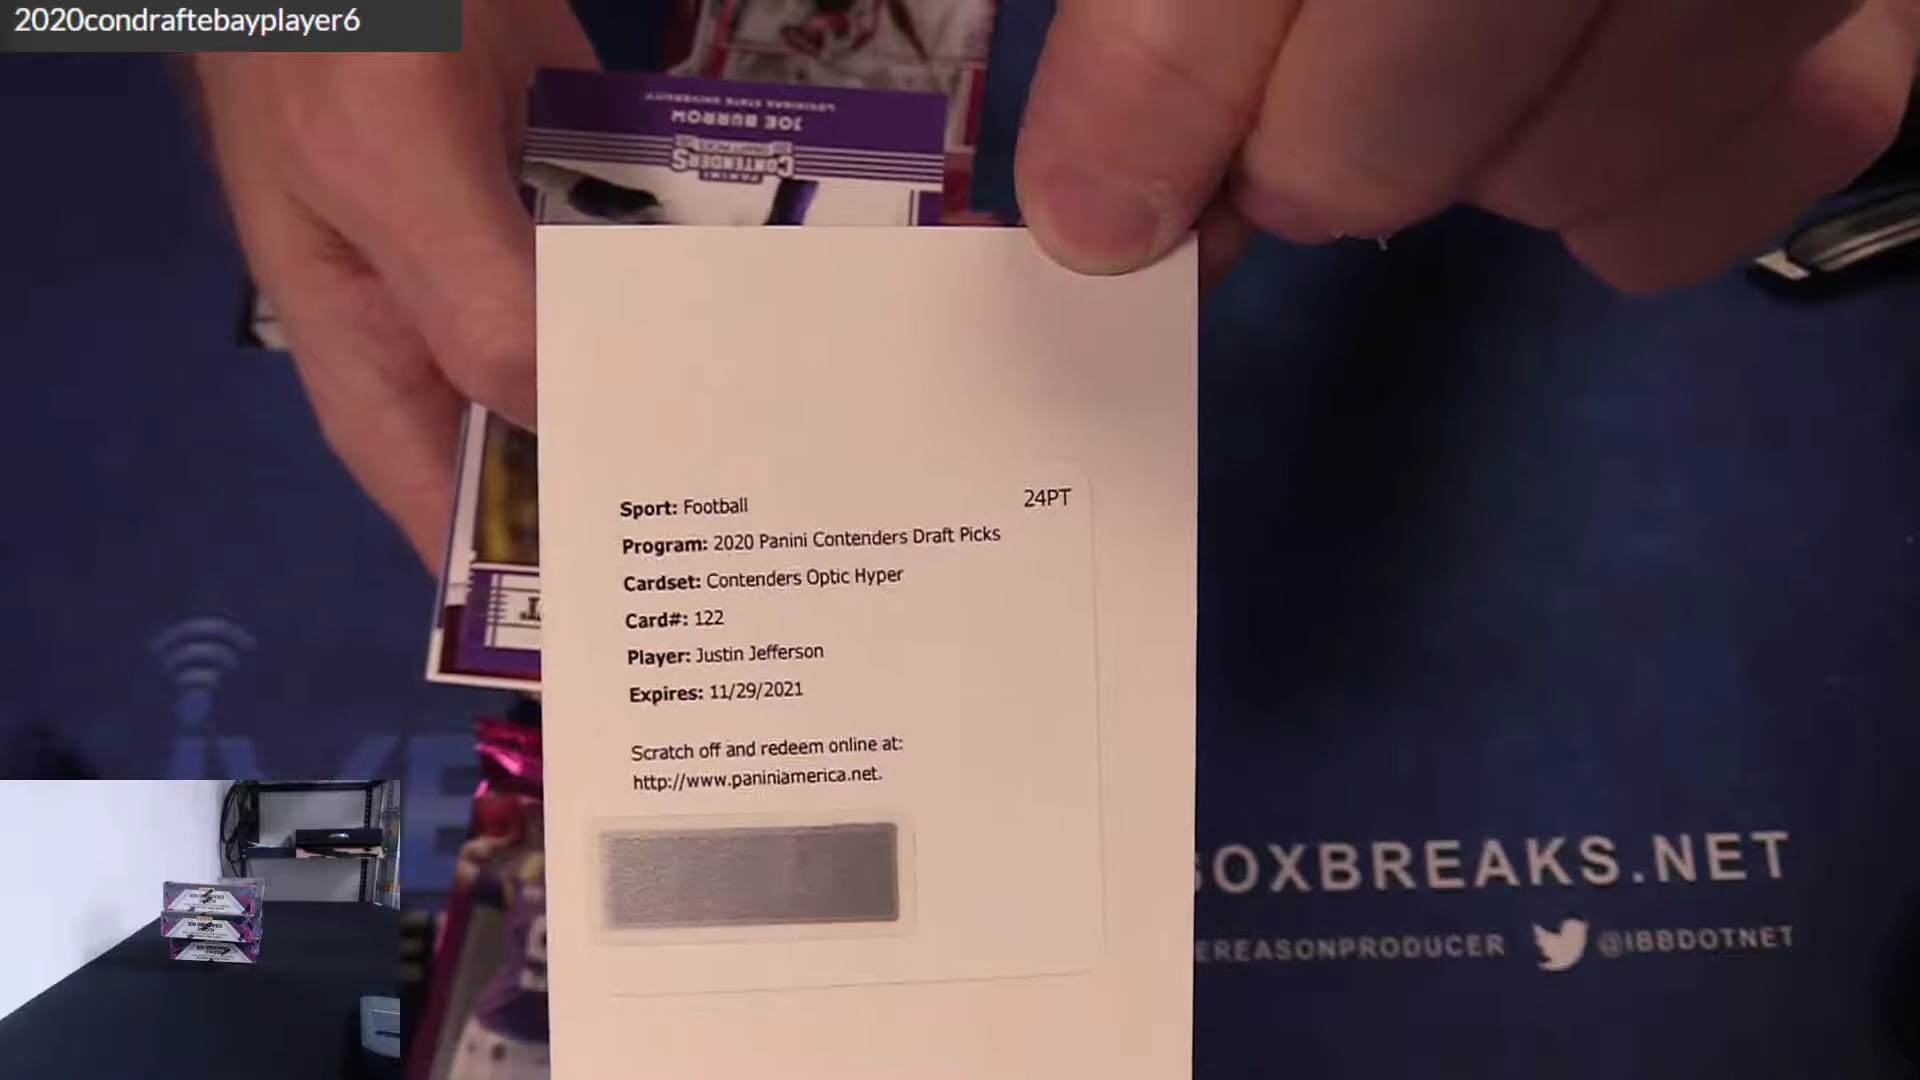 2020condraftebayplayer6
LOUISIANA STATE UNIVERSITY
JOE BURROW
CONTENDERS
PANINI
Sport: Football
24PT
Program: 2020 Panini Contenders Draft Picks
Cardset: Contenders Optic Hyper
Card#: 122
Player: Justin Jefferson
Expires: 11/29/2021
Scratch off and redeem online at:
http://www.paniniamerica.net.
OXBREAKS.NET
EREASONPRODUCER @IBBDOTNET